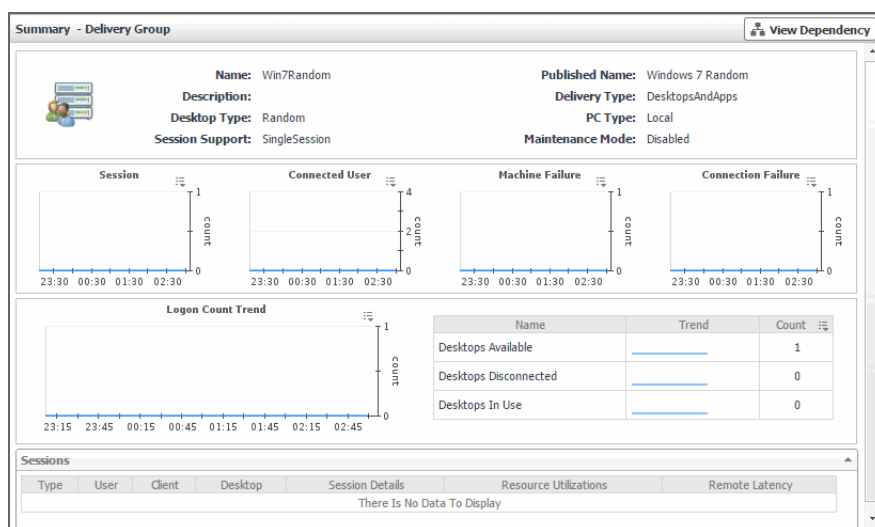 Summary - Delivery Group
View Dependency
Name: Win7Random
Published Name: Windows 7 Random
Description:
Delivery Type: DesktopsAndApps
Desktop Type: Random
PC Type: Local
Session Support: SingleSession
Maintenance Mode: Disabled
Session
1
count
0
23:30 00:30 01:30 02:30
Connected User
4
2
count
0
23:30 00:30 01:30 02:30
Machine Failure
1
count
0
23:30 00:30 01:30 02:30
Connection Failure
1
count
0
23:30 00:30 01:30 02:30
Logon Count Trend
1
count
0
23:15 23:45 00:15 00:45 01:15 01:45 02:15 02:45
Name Trend Count
Desktops Available 1
Desktops Disconnected 0
Desktops In Use 0
Sessions
Type User Client Desktop Session Details Resource Utilizations Remote Latency
There Is No Data To Display